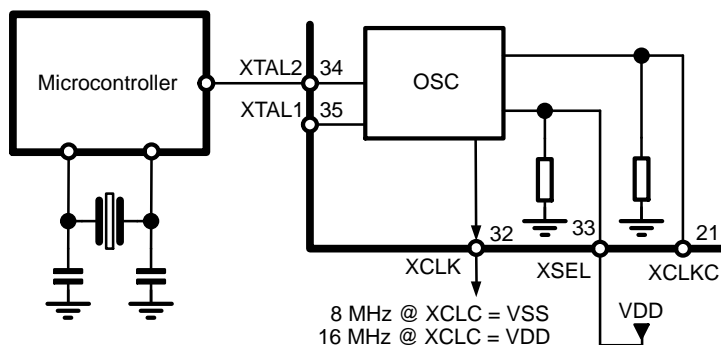 Microcontroller
XTAL2 34
XTAL1 35
OSC
32 33 21
XCLK XSEL XCLKC
8 MHz @ XCLC = VSS
16 MHz @ XCLC = VDD
VDD